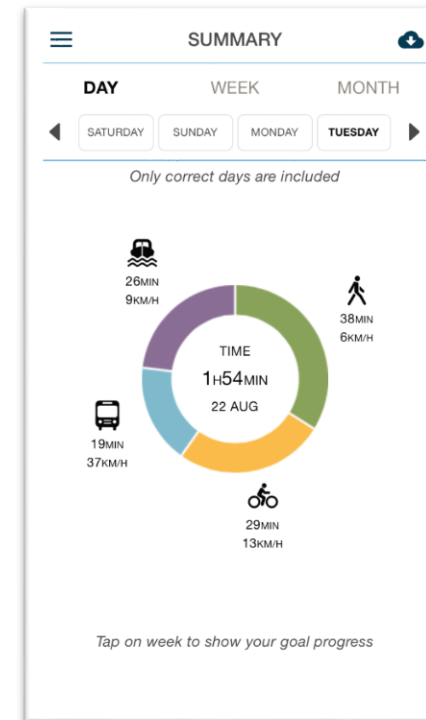 SUMMARY
DAY WEEK MONTH
SATURDAY SUNDAY MONDAY TUESDAY
Only correct days are included
26MIN
9KM/H
38MIN
6KM/H
TIME
1H54MIN
22 AUG
19MIN
37KM/H
29MIN
13KM/H
Tap on week to show your goal progress